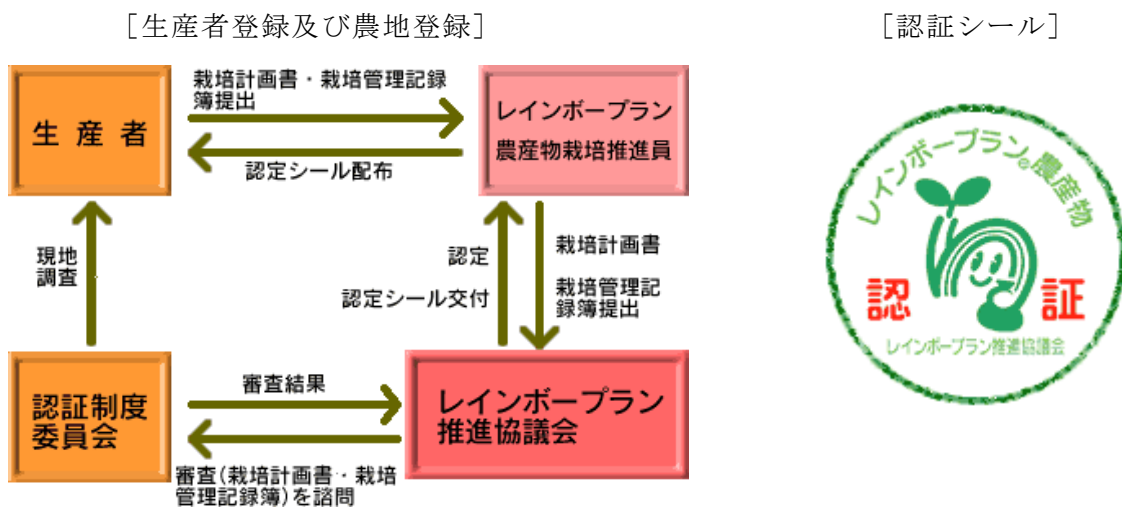 ［生産者登録及び農地登録］
［認証シール］
生産者
栽培計画書・栽培管理記録
簿提出
認定シール配布
レインボープラン
農産物栽培推進員
現地
調査
認定
認定シール交付
栽培計画書
栽培管理記
録簿提出
認証制度
委員会
審査結果
審査(栽培計画書・栽培
管理記録簿)を諮問
レインボープラン
推進協議会
レインボープランの農産物
認 証
レインボープラン推進協議会